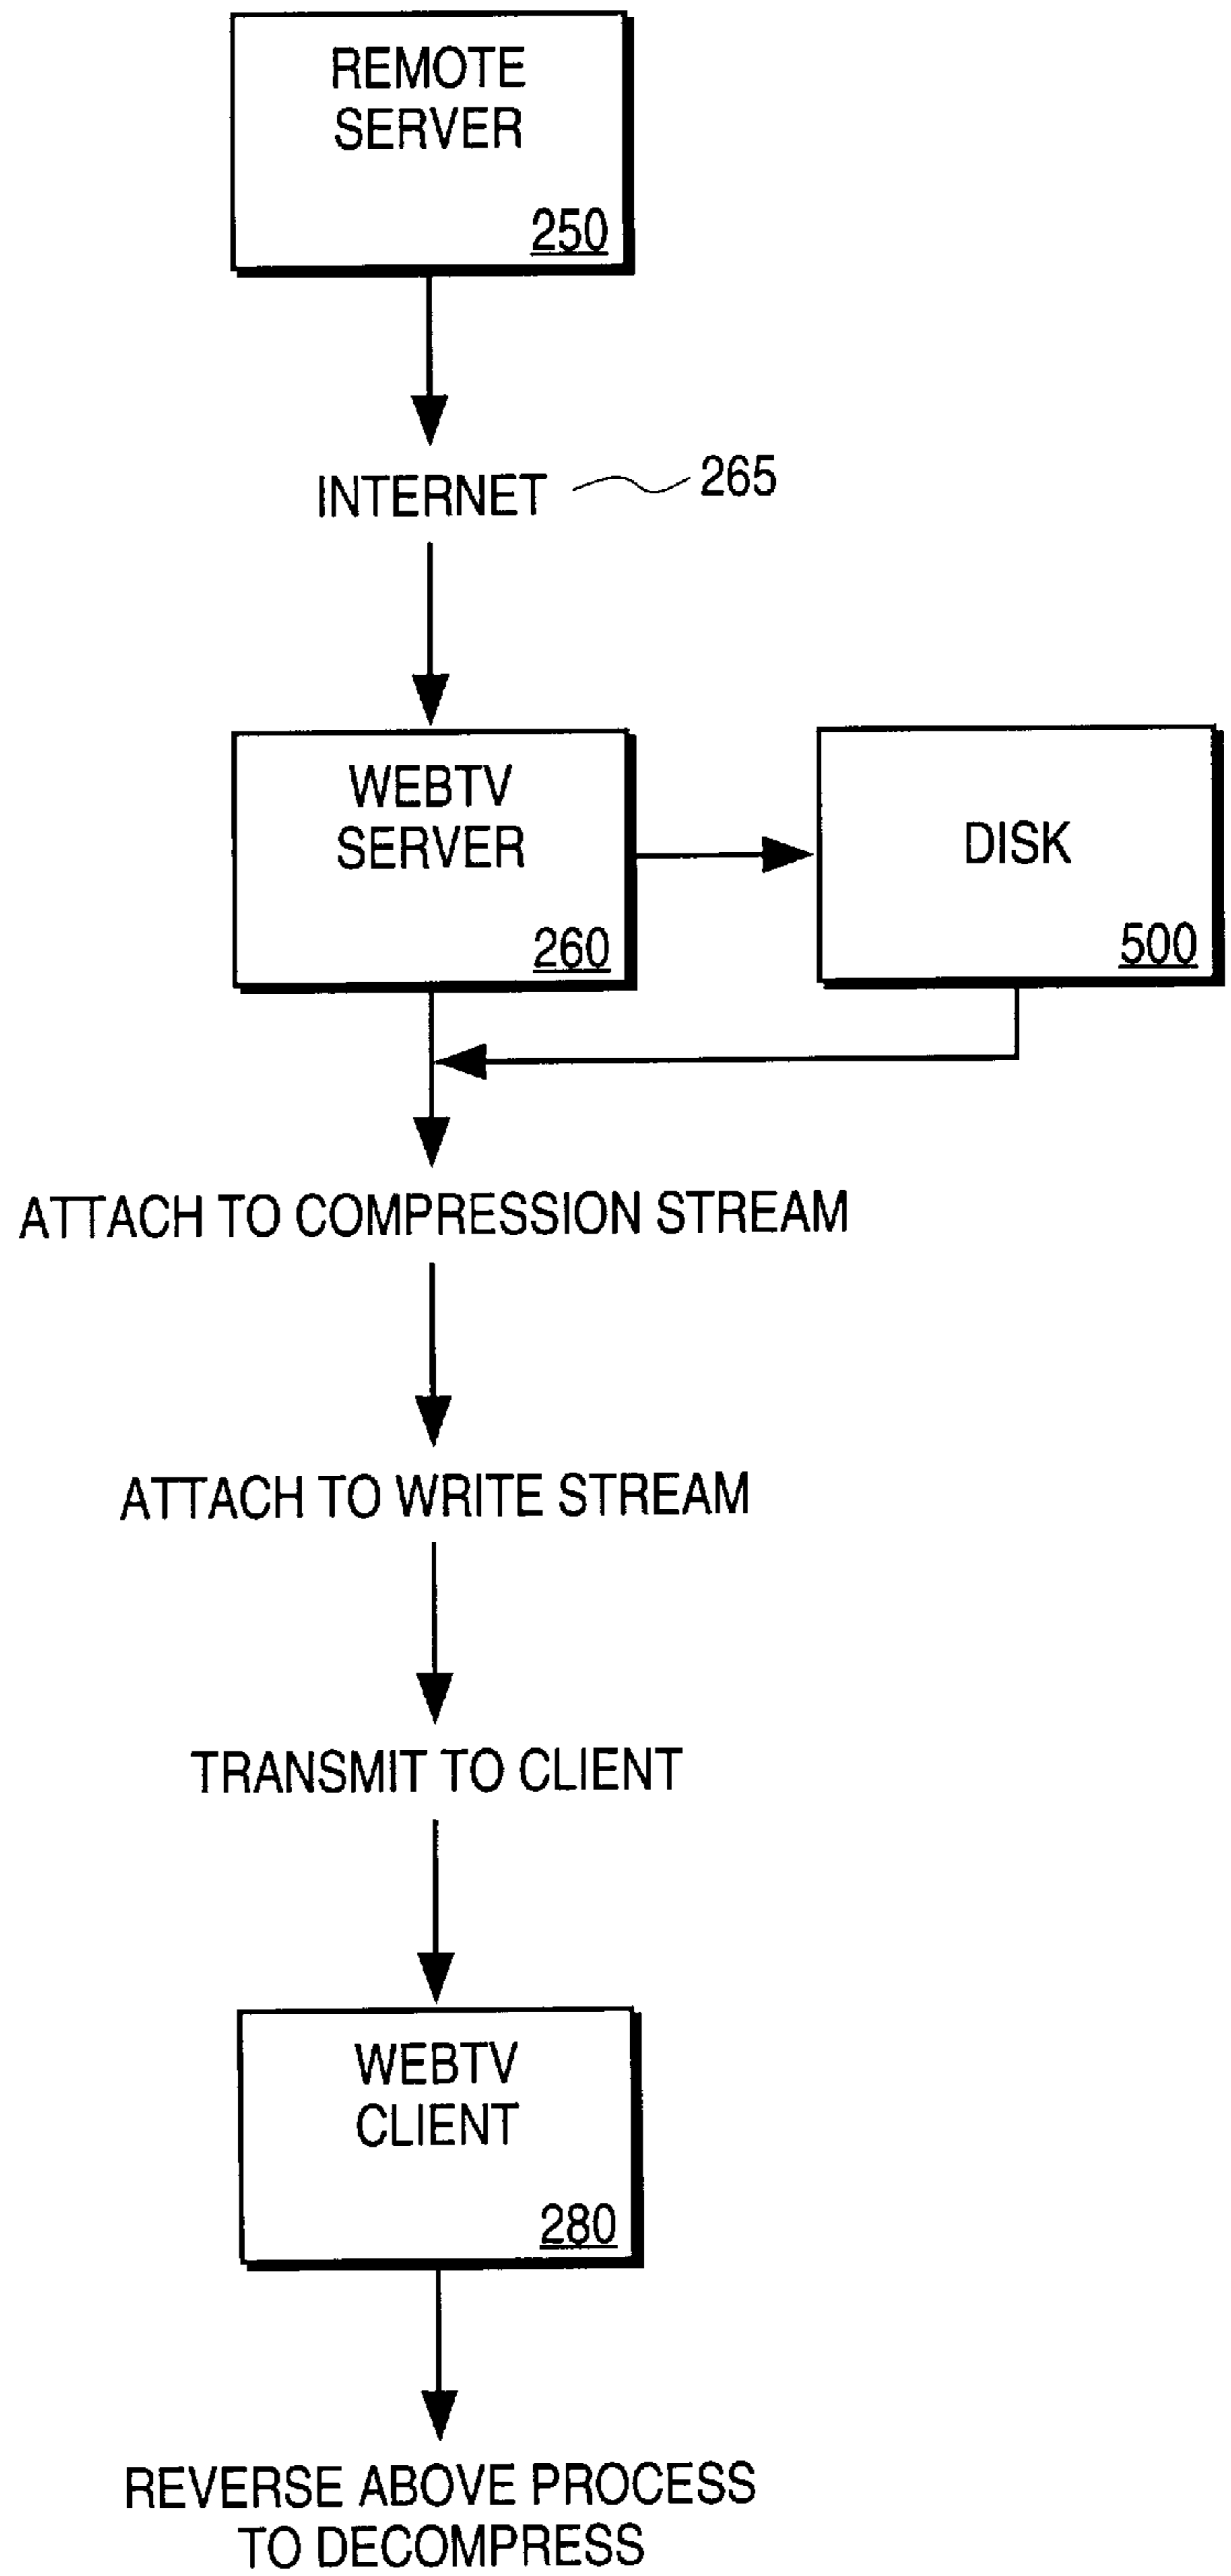 REMOTE
SERVER
250
INTERNET
265
WEBTV
SERVER
260
DISK
500
ATTACH TO COMPRESSION STREAM
ATTACH TO WRITE STREAM
TRANSMIT TO CLIENT
WEBTV
CLIENT
280
REVERSE ABOVE PROCESS
TO DECOMPRESS